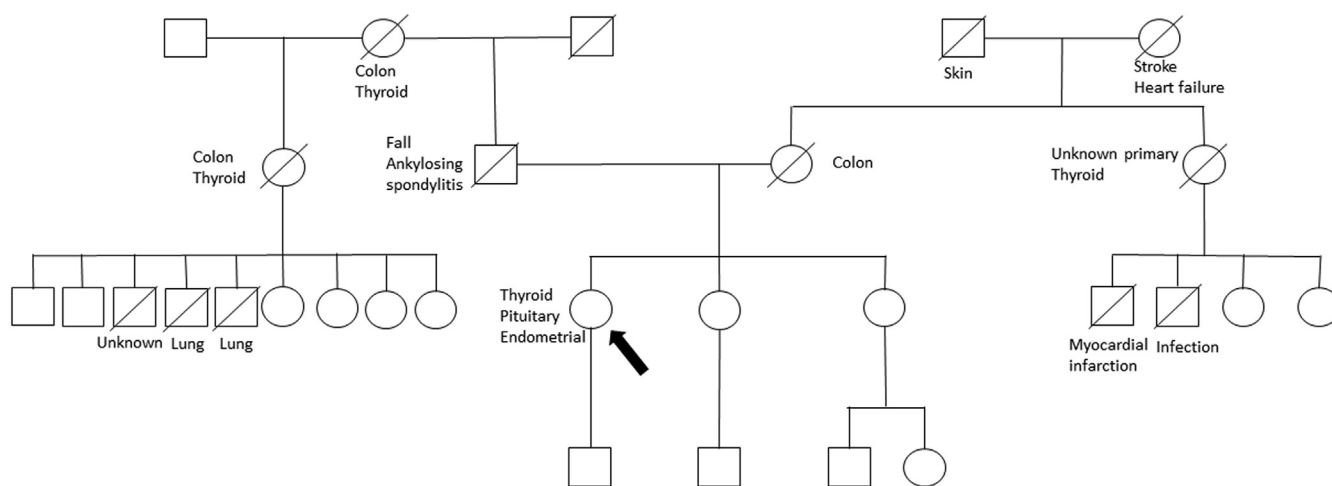 Colon
Thyroid
Skin
Stroke
Heart failure
Colon
Thyroid
Fall
Ankylosing
spondylitis
Colon
Unknown primary
Thyroid
Unknown
Lung
Lung
Thyroid
Pituitary
Endometrial
Myocardial
infarction
Infection